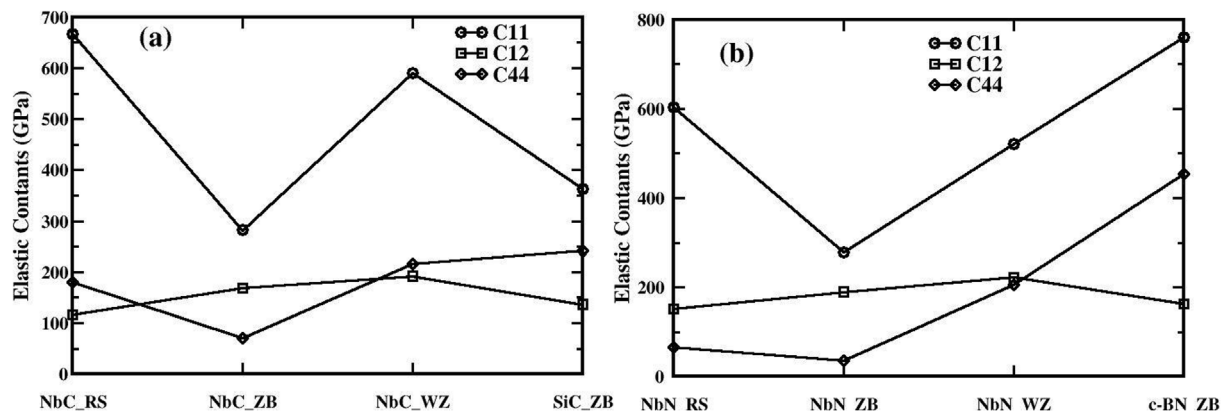 (a)
C11
C12
C44
Elastic Contants (GPa)
700
600
500
400
300
200
100
0
NbC_RS NbC_ZB NbC_WZ SiC_ZB
(b)
C11
C12
C44
Elastic Contants (GPa)
800
600
400
200
0
NbN_RS NbN_ZB NbN_WZ c-BN_ZB